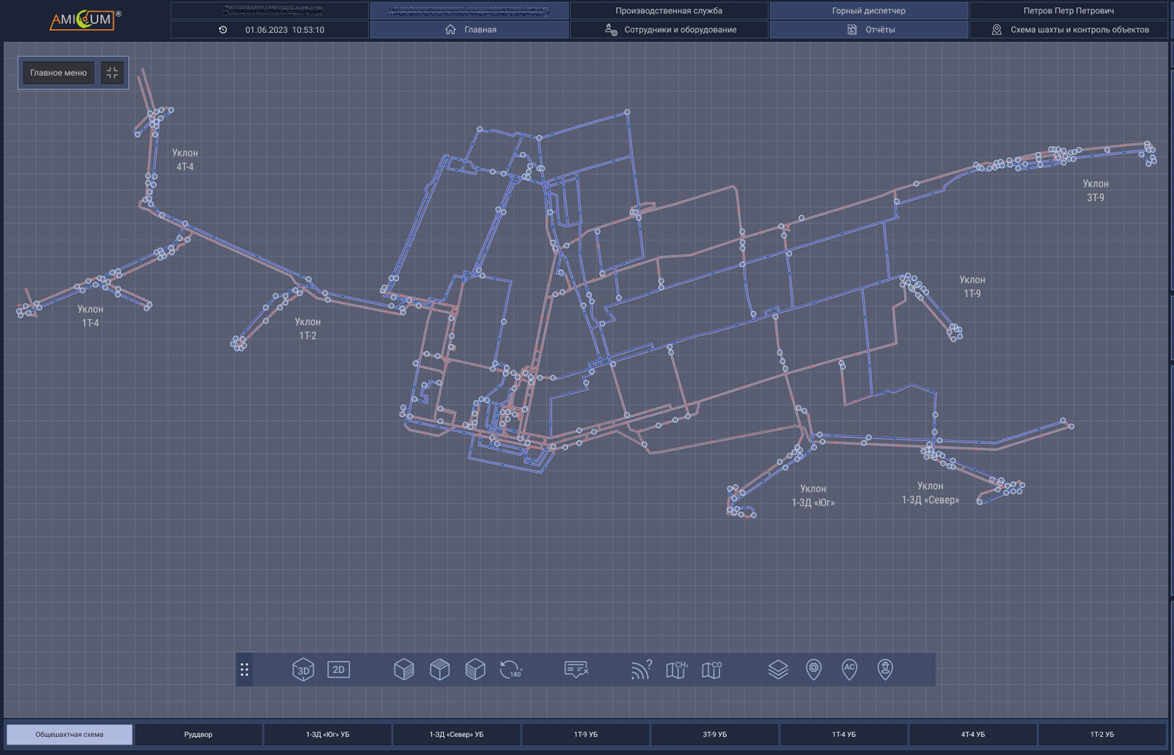 AMICUM®
Производственная служба
Горный диспетчер
Петров Петр Петрович
01.06.2023 10:53:10
Главная
Сотрудники и оборудование
Отчёты
Схема шахты и контроль объектов
Главное меню
Уклон
4Т-4
Уклон
3Т-9
Уклон
1Т-9
Уклон
1Т-4
Уклон
1Т-2
Уклон
1-3Д «Юг»
Уклон
1-3Д «Север»
3D
2D
180
?
CH₄
CO
AC
Общешахтная схема
Руддвор
1-3Д «Юг» УБ
1-3Д «Север» УБ
1Т-9 УБ
3Т-9 УБ
1Т-4 УБ
4Т-4 УБ
1Т-2 УБ